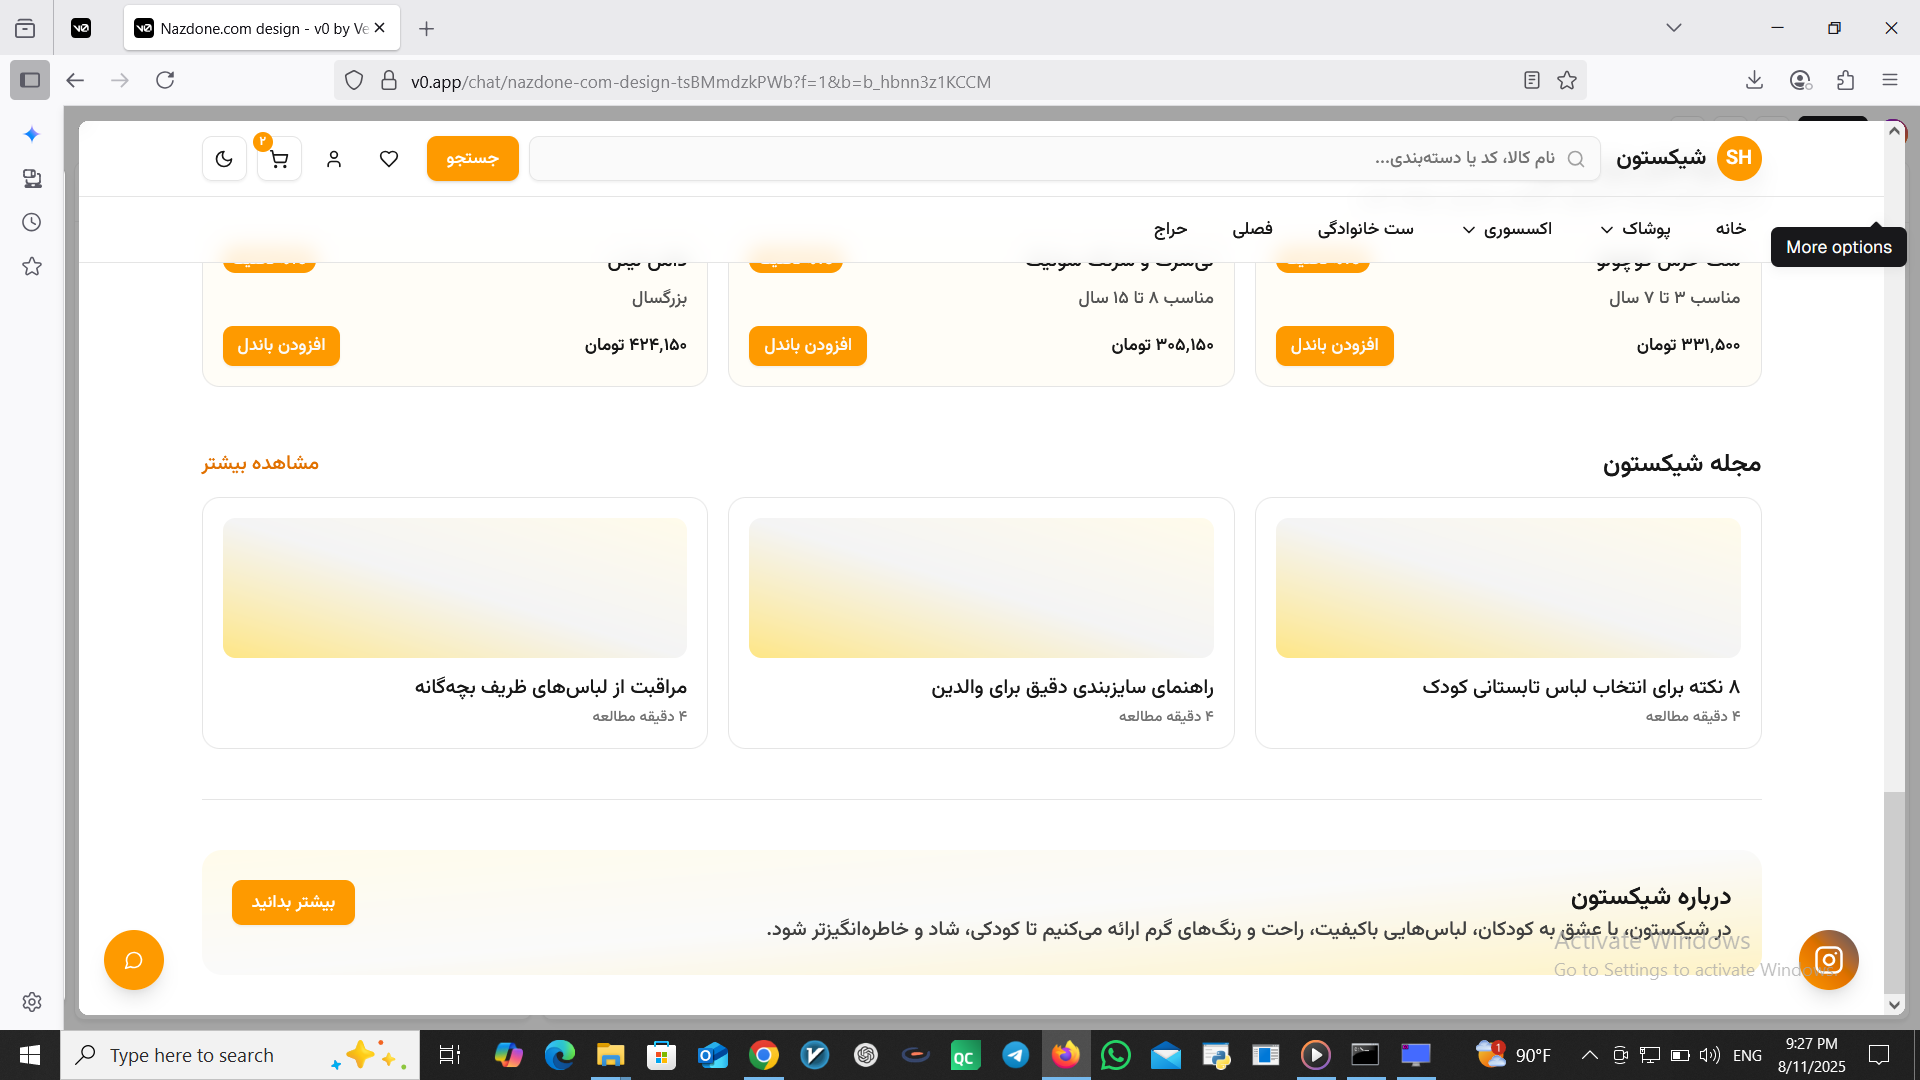 Nazdone.com design - v0 by Ve
v0.app/chat/nazdone-com-design-tsBMmdzkPWb?f=1&b=b_hbnn3z1KCCM
SH
شیکستون
نام کالا، کد یا دسته‌بندی...
جستجو
۲
خانه
پوشاک
اکسسوری
ست خانوادگی
فصلی
حراج
More options
مناسب ۳ تا ۷ سال
مناسب ۸ تا ۱۵ سال
بزرگسال
۳۳۱,۵۰۰ تومان
افزودن باندل
۳۰۵,۱۵۰ تومان
افزودن باندل
۴۲۴,۱۵۰ تومان
افزودن باندل
مجله شیکستون
مشاهده بیشتر
۸ نکته برای انتخاب لباس تابستانی کودک
۴ دقیقه مطالعه
راهنمای سایزبندی دقیق برای والدین
۴ دقیقه مطالعه
مراقبت از لباس‌های ظریف بچه‌گانه
۴ دقیقه مطالعه
درباره شیکستون
در شیکستون، با عشق به کودکان، لباس‌هایی باکیفیت، راحت و رنگ‌های گرم ارائه می‌کنیم تا کودکی، شاد و خاطره‌انگیزتر شود.
بیشتر بدانید
Activate Windows
Go to Settings to activate Windows.
Type here to search
1
90°F
ENG
9:27 PM
8/11/2025